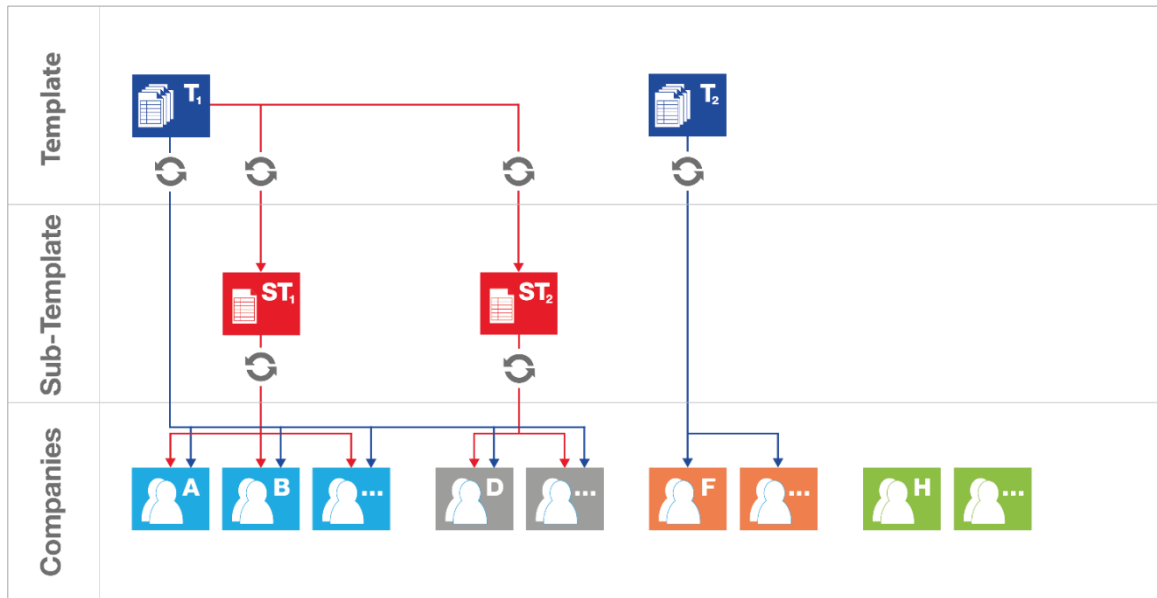 Template
T1
T2
Sub-Template
ST1
ST2
Companies
A
B
...
D
...
F
...
H
...